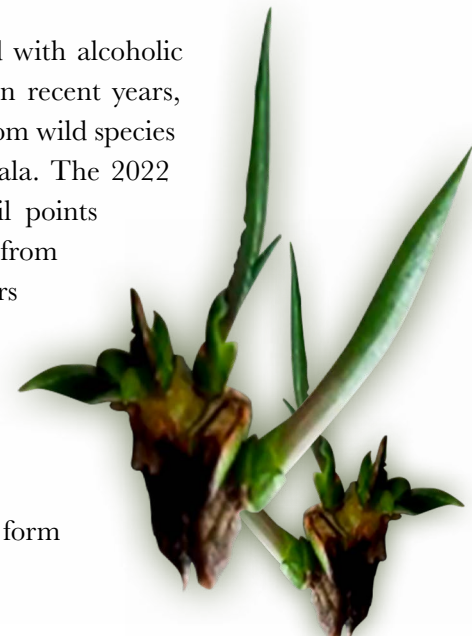 with alcoholic
n recent years,
om wild species
ala. The 2022
il points
from
rs
form